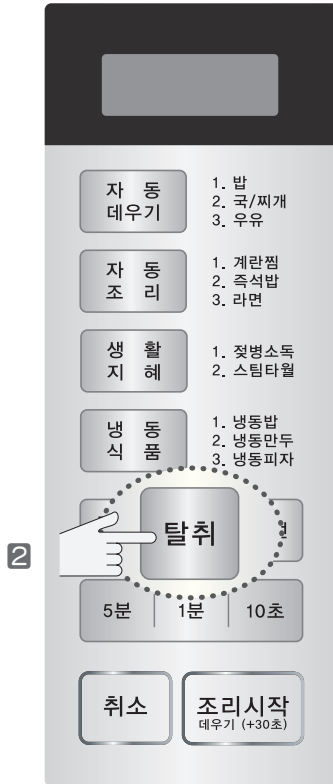 자 동
데우기
1. 밥
2. 국/찌개
3. 우유
자 동
조 리
1. 계란찜
2. 즉석밥
3. 라면
생 활
지 혜
1. 젖병소독
2. 스팀타월
냉 동
식 품
1. 냉동밥
2. 냉동만두
3. 냉동피자
2
탈취
5분
1분
10초
취소
조리시작
데우기 (+30초)